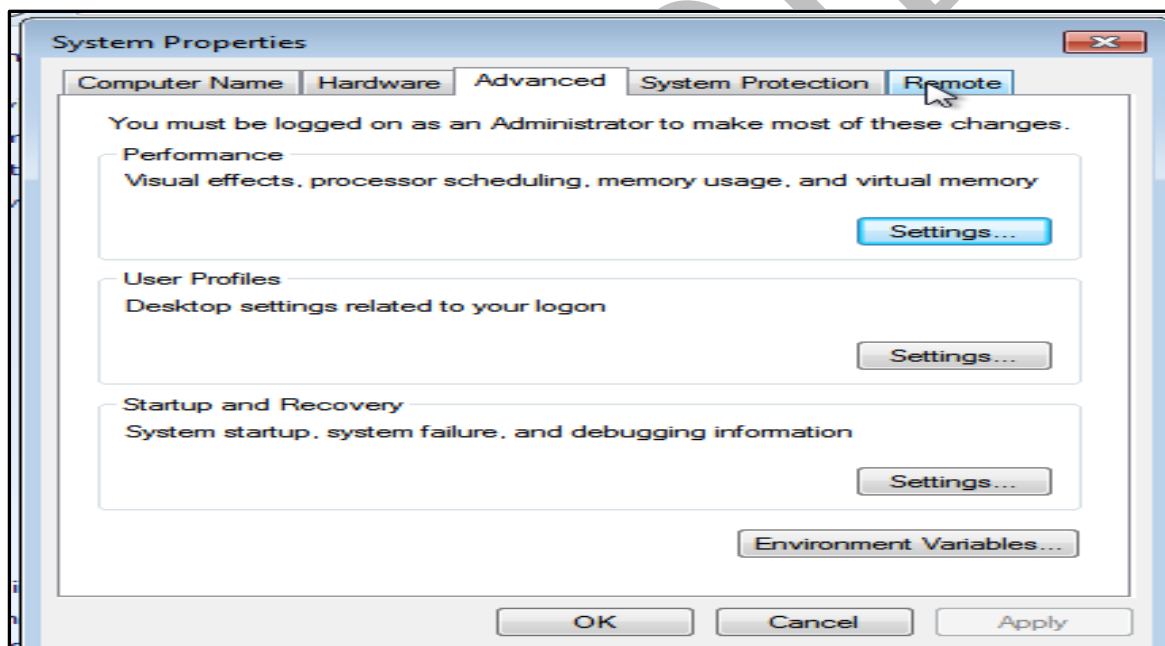 System Properties
Computer Name Hardware Advanced System Protection Remote
You must be logged on as an Administrator to make most of these changes.
Performance
Visual effects, processor scheduling, memory usage, and virtual memory
Settings...
User Profiles
Desktop settings related to your logon
Settings...
Startup and Recovery
System startup, system failure, and debugging information
Settings...
Environment Variables...
OK Cancel Apply